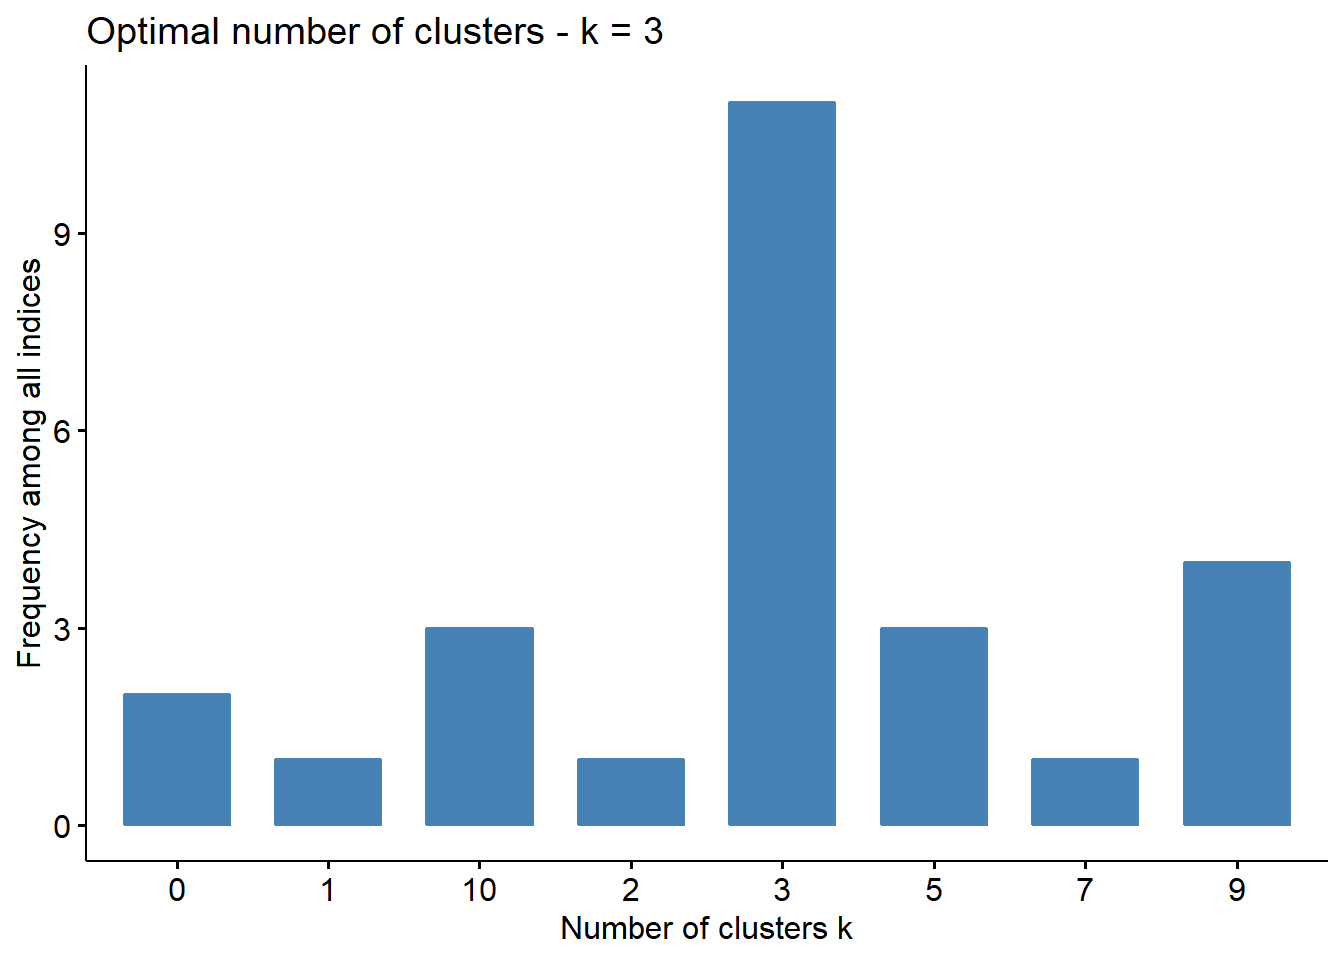 Optimal number of clusters - k = 3
Frequency among all indices
9
6
3
0
0 1 10 2 3 5 7 9
Number of clusters k